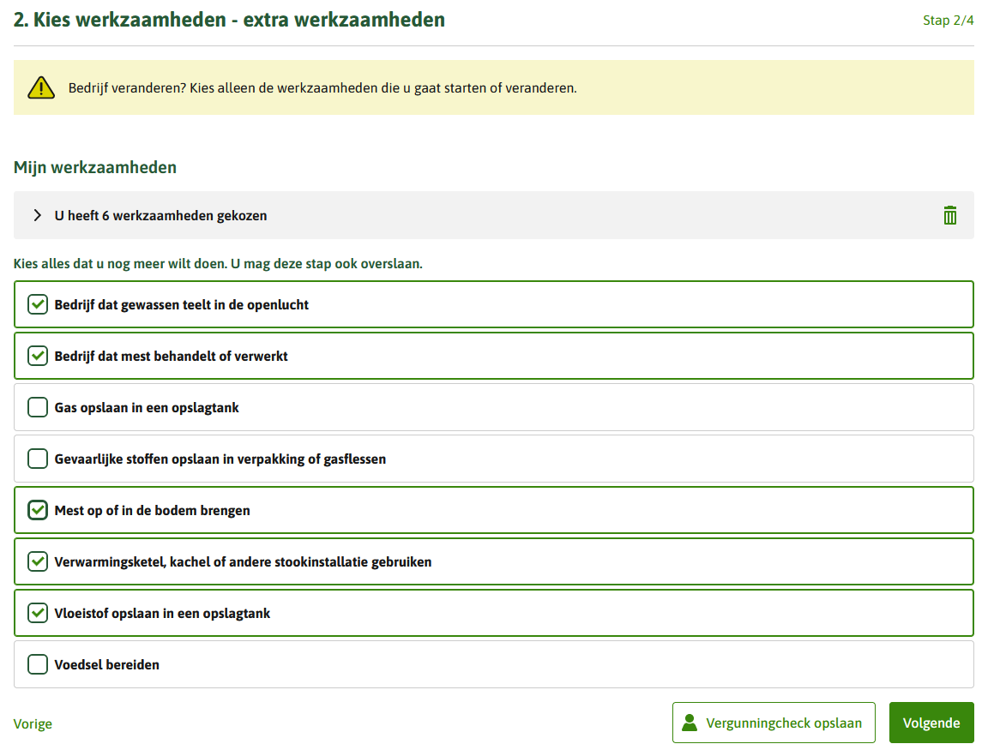 2. Kies werkzaamheden - extra werkzaamheden
Stap 2/4
Bedrijf veranderen? Kies alleen de werkzaamheden die u gaat starten of veranderen.
Mijn werkzaamheden
U heeft 6 werkzaamheden gekozen
Kies alles dat u nog meer wilt doen. U mag deze stap ook overslaan.
Bedrijf dat gewassen teelt in de openlucht
Bedrijf dat mest behandelt of verwerkt
Gas opslaan in een opslagtank
Gevaarlijke stoffen opslaan in verpakking of gasflessen
Mest op of in de bodem brengen
Verwarmingsketel, kachel of andere stookinstallatie gebruiken
Vloeistof opslaan in een opslagtank
Voedsel bereiden
Vorige
Vergunningcheck opslaan
Volgende